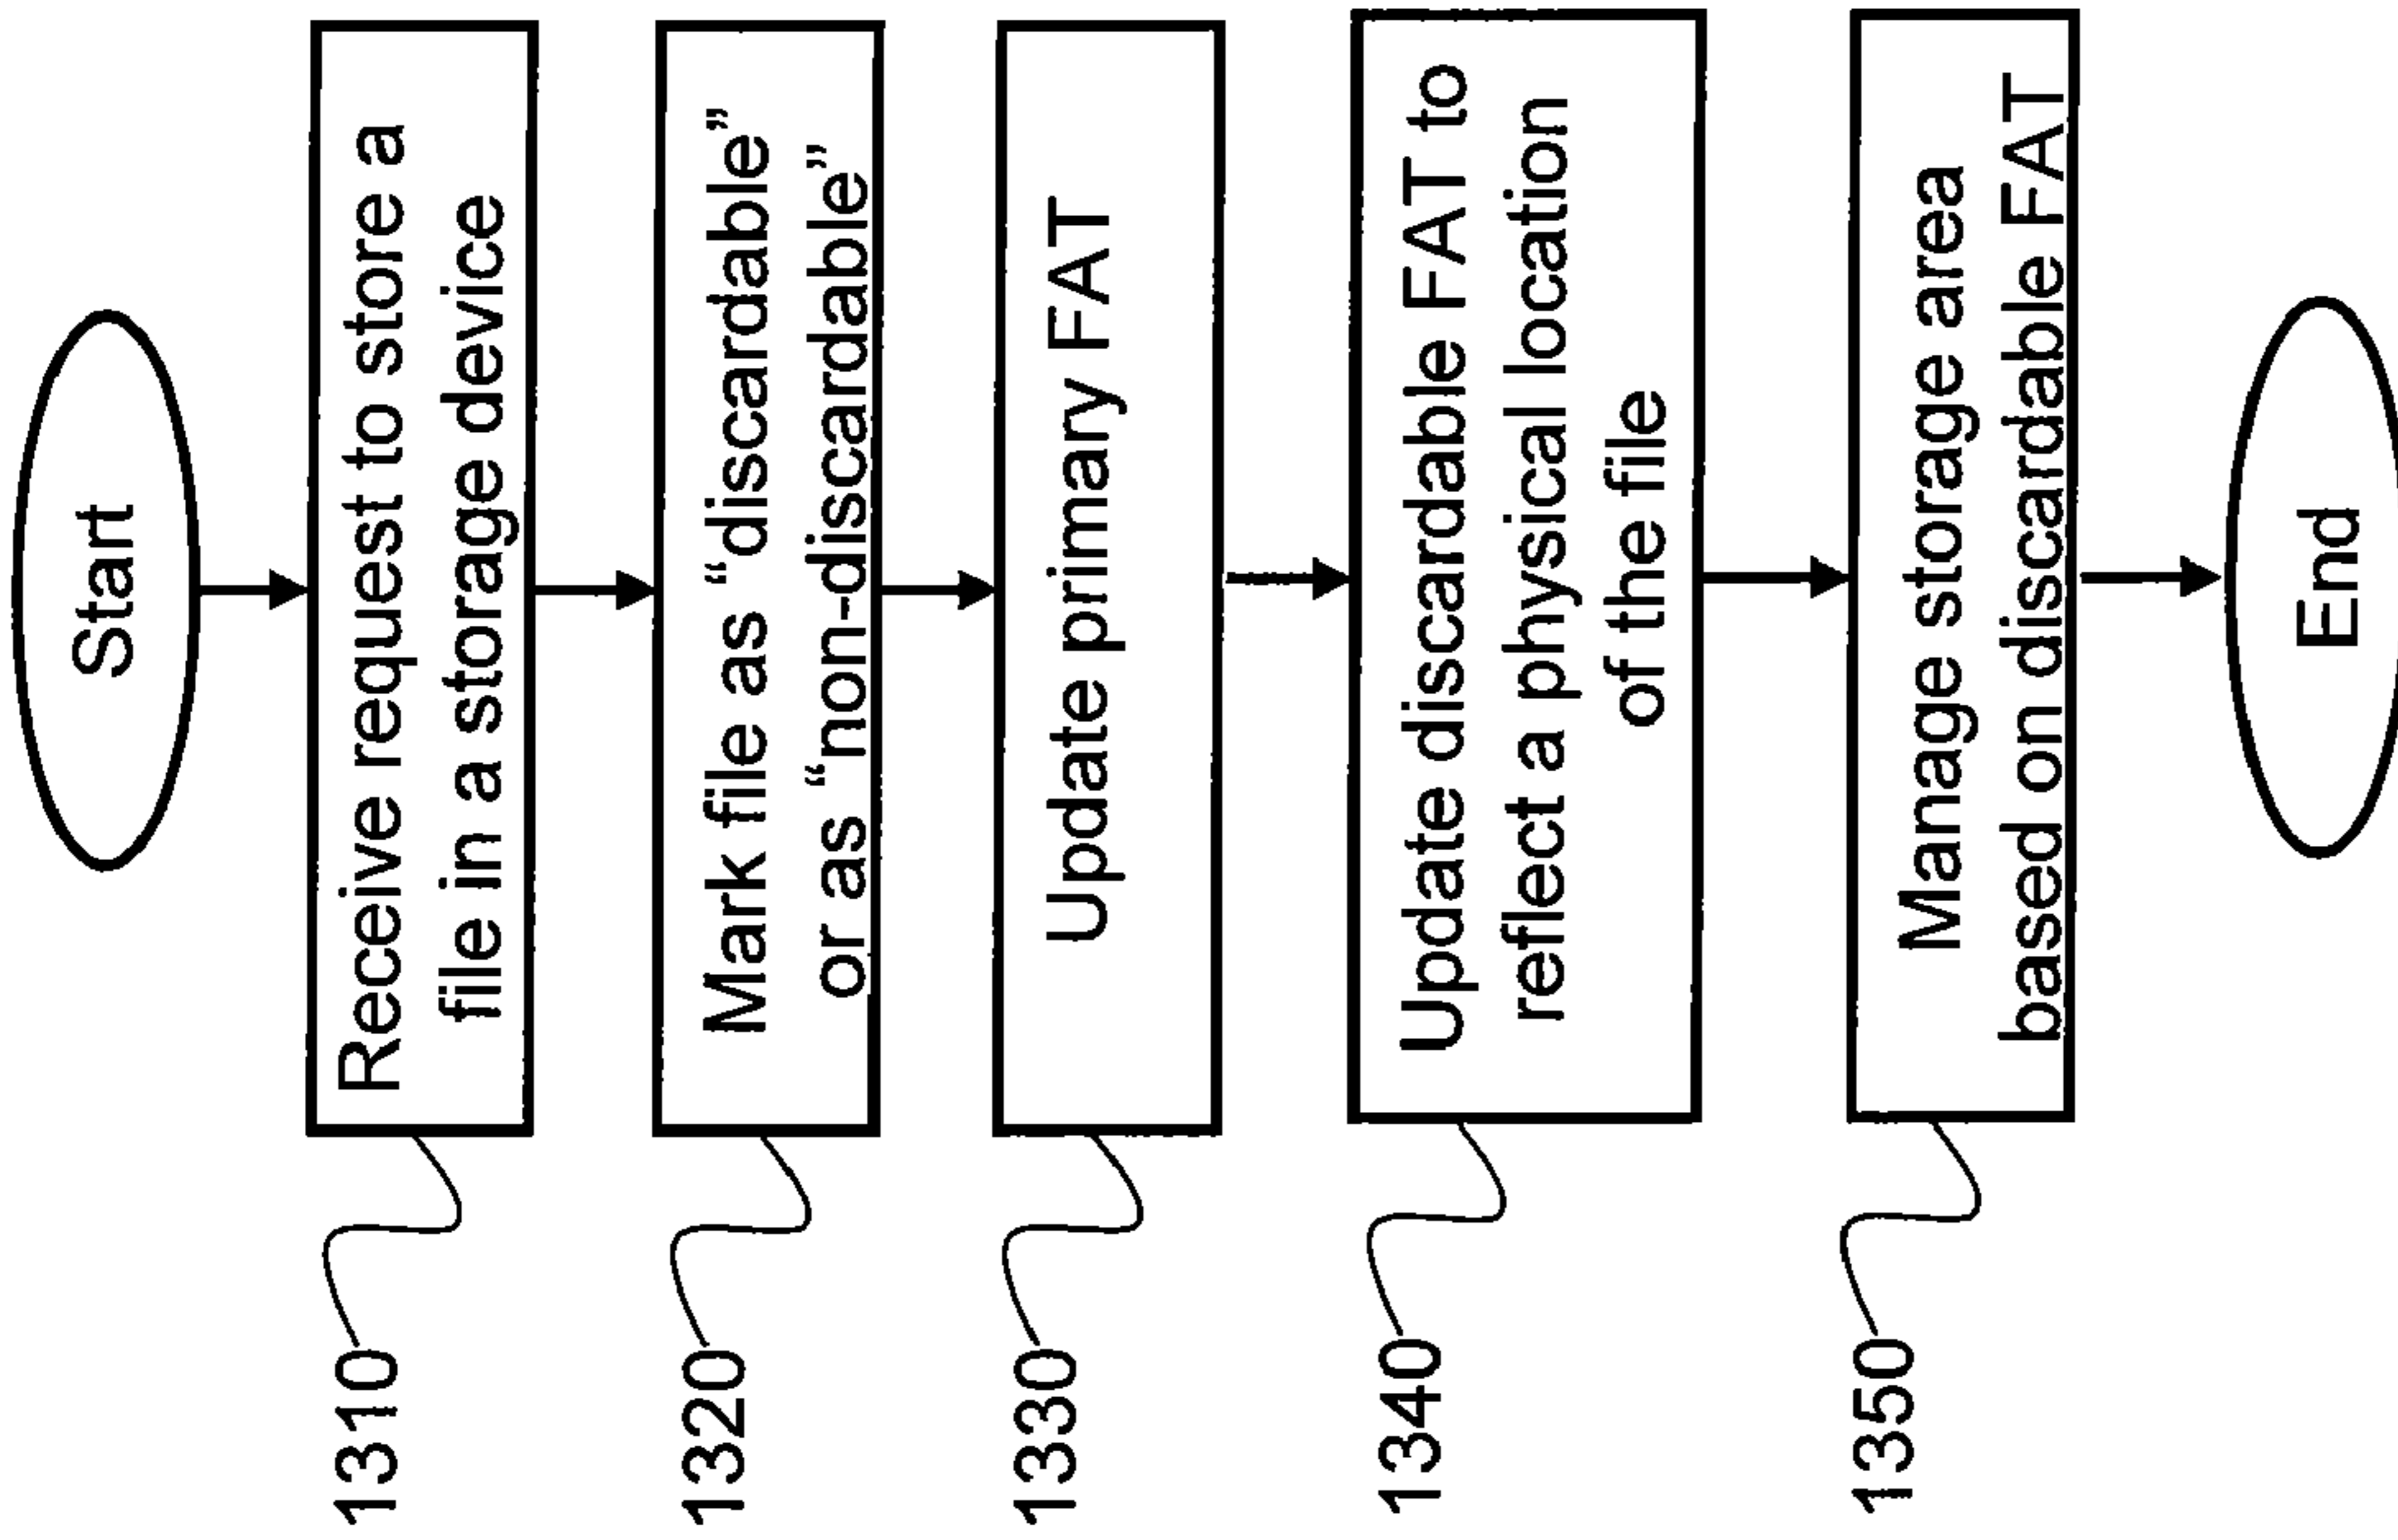 Start
1310
Receive request to store a
file in a storage device
1320
Mark file as “discardable”
or as “non-discardable”
1330
Update primary FAT
1340
Update discardable FAT to
reflect a physical location
of the file
1350
Manage storage area
based on discardable FAT
End